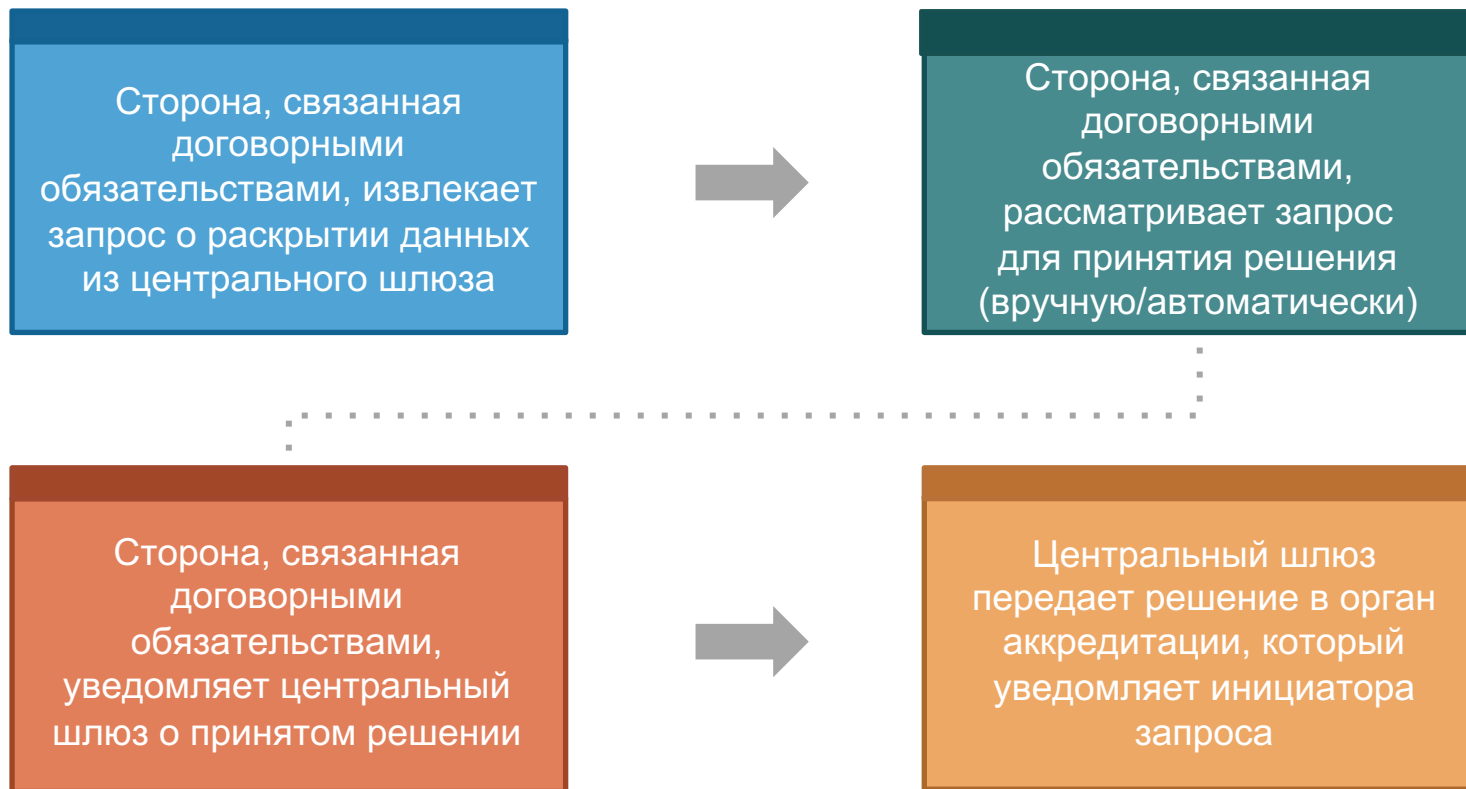 Сторона, связанная
договорными
обязательствами, извлекает
запрос о раскрытии данных
из центрального шлюза
Сторона, связанная
договорными
обязательствами,
рассматривает запрос
для принятия решения
(вручную/автоматически)
Сторона, связанная
договорными
обязательствами,
уведомляет центральный
шлюз о принятом решении
Центральный шлюз
передает решение в орган
аккредитации, который
уведомляет инициатора
запроса